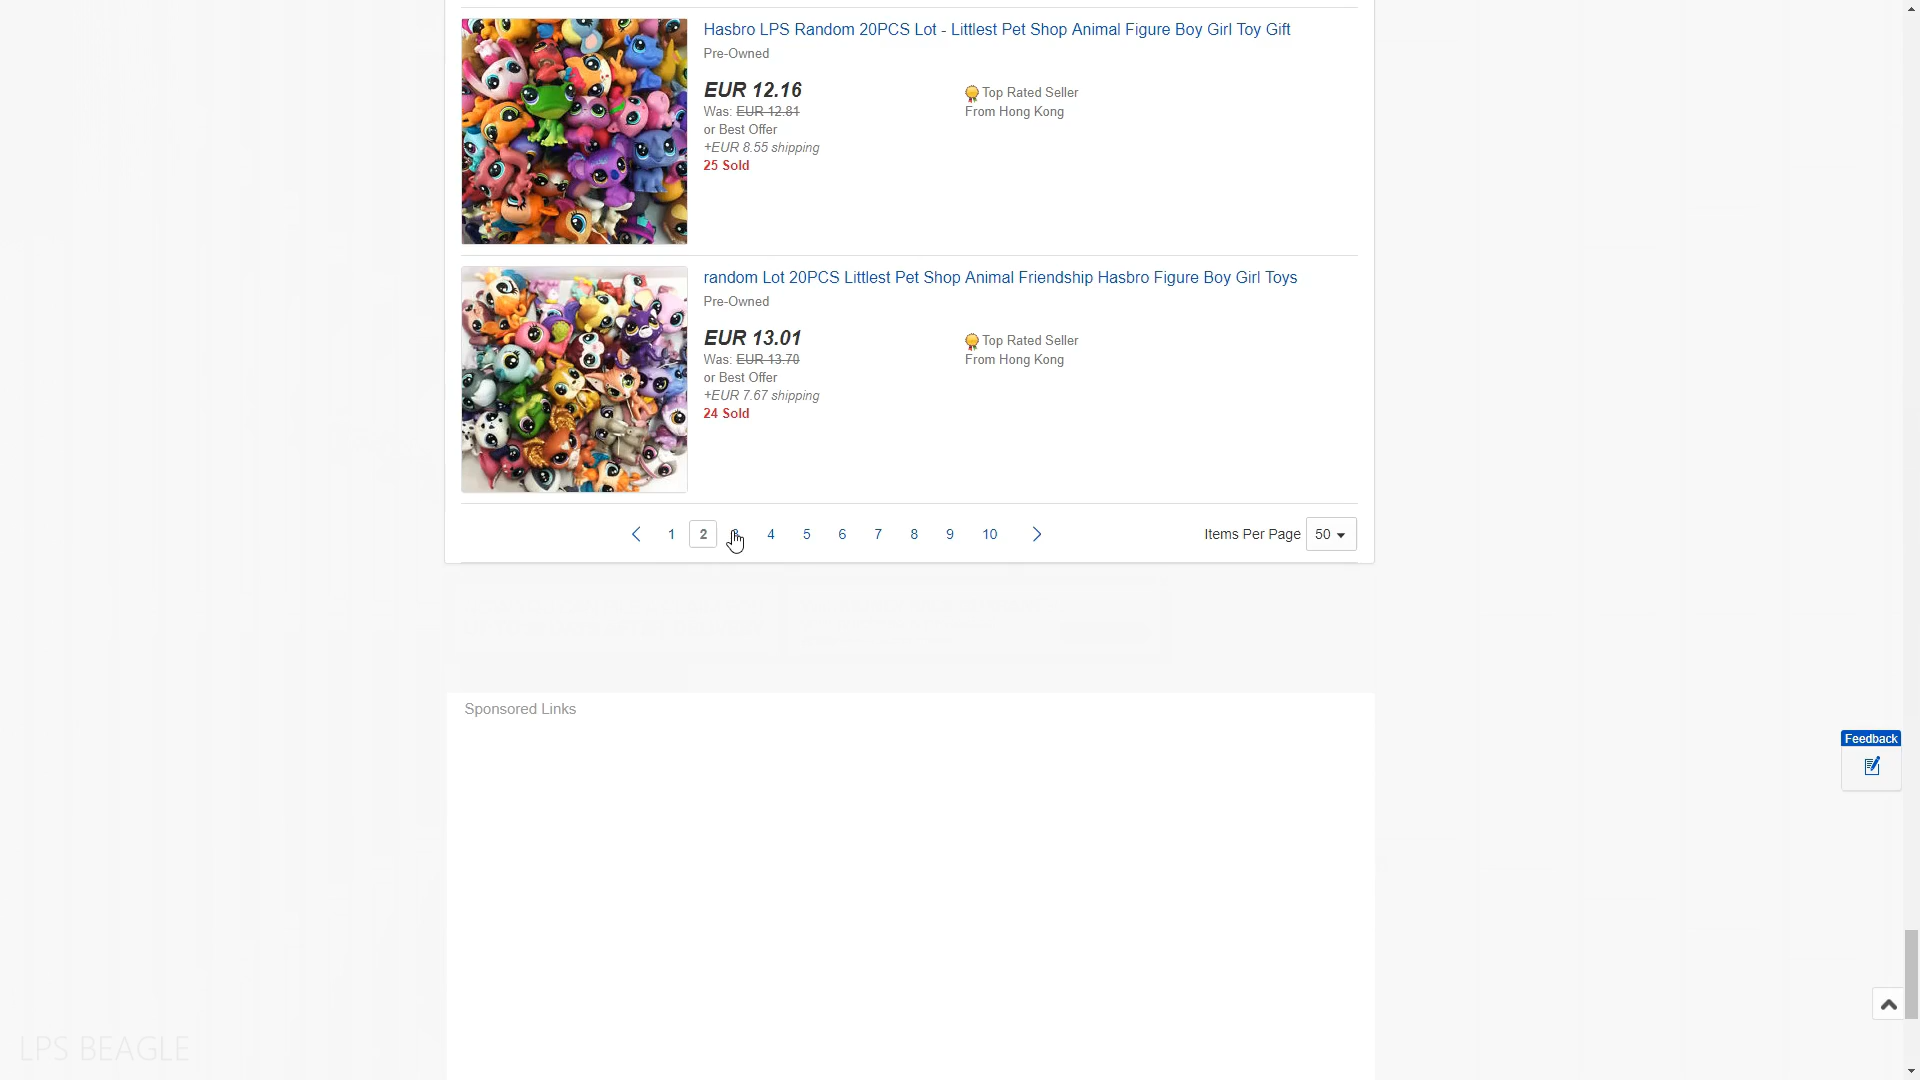 Hasbro LPS Random 20PCS Lot - Littlest Pet Shop Animal Figure Boy Girl Toy Gift
Pre-Owned
EUR 12.16
Was: EUR 12.81
or Best Offer
+EUR 8.55 shipping
25 Sold
Top Rated Seller
From Hong Kong
random Lot 20PCS Littlest Pet Shop Animal Friendship Hasbro Figure Boy Girl Toys
Pre-Owned
EUR 13.01
Was: EUR 13.70
or Best Offer
+EUR 7.67 shipping
24 Sold
Top Rated Seller
From Hong Kong
1 2 4 5 6 7 8 9 10
Items Per Page 50
Sponsored Links
Feedback
LPS BEAGLE